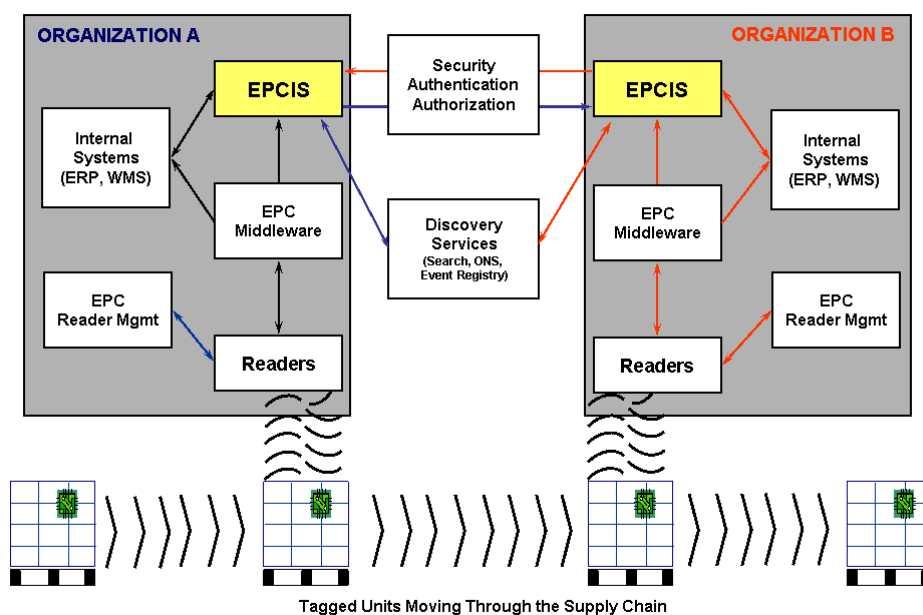 ORGANIZATION A
EPCIS
Internal
Systems
(ERP, WMS)
EPC
Middleware
EPC
Reader Mgmt
Readers
Security
Authentication
Authorization
Discovery
Services
(Search, ONS,
Event Registry)
ORGANIZATION B
EPCIS
Internal
Systems
(ERP, WMS)
EPC
Middleware
EPC
Reader Mgmt
Readers
Tagged Units Moving Through the Supply Chain